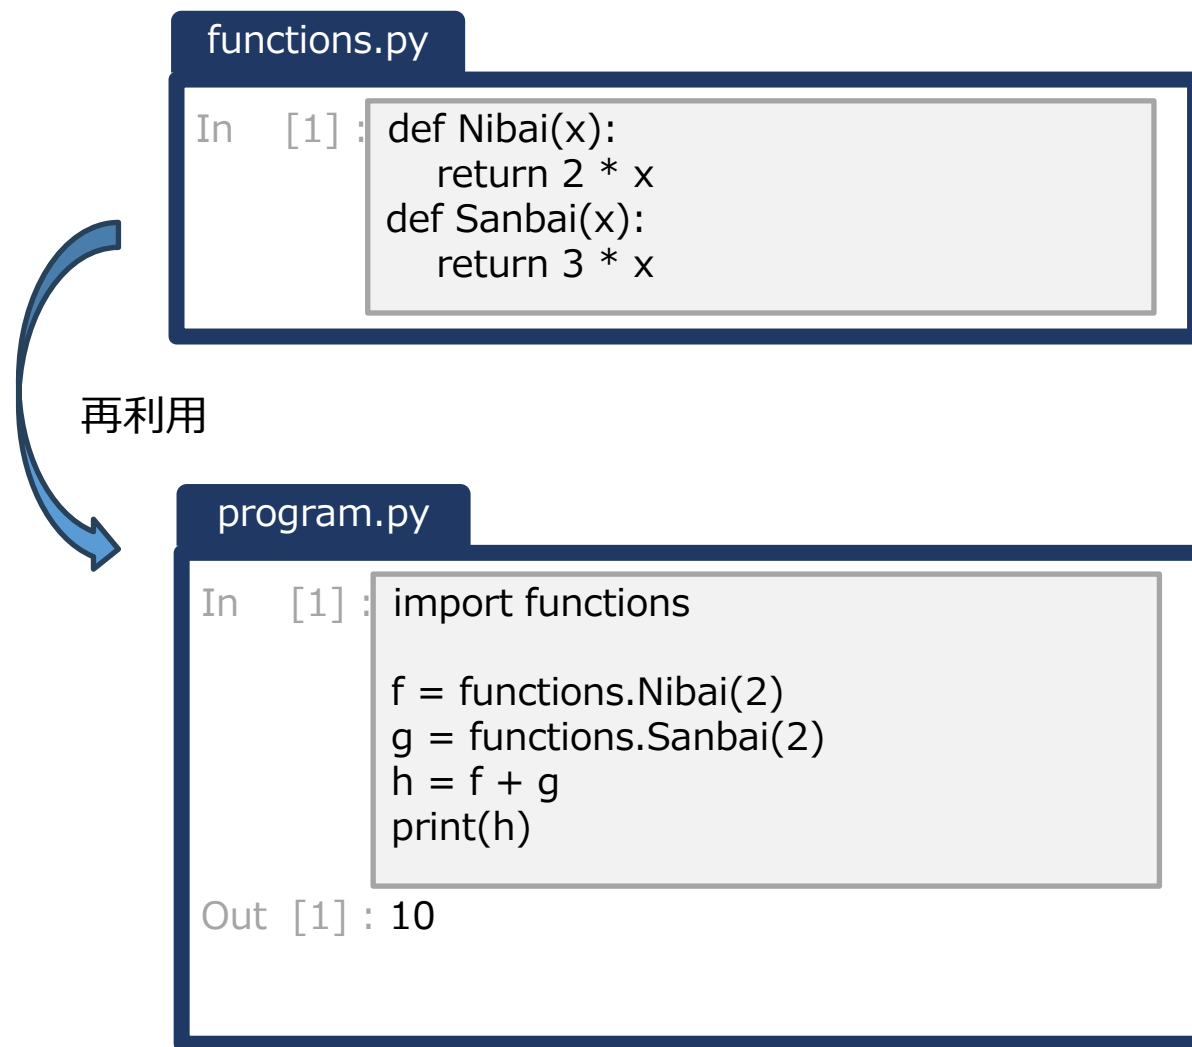 functions.py
In [1] : def Nibai(x):
return 2 * x
def Sanbai(x):
return 3 * x
再利用
program.py
In [1] : import functions
f = functions.Nibai(2)
g = functions.Sanbai(2)
h = f + g
print(h)
Out [1] : 10